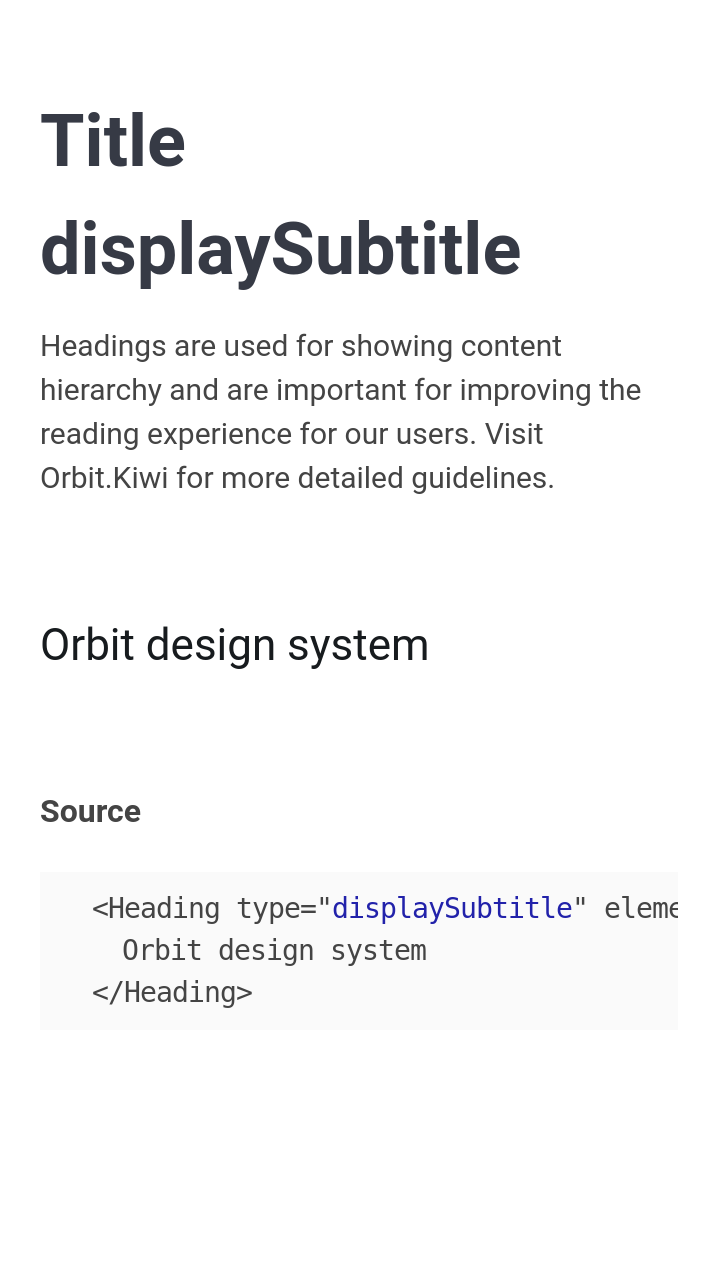 Title
displaySubtitle
Headings are used for showing content
hierarchy and are important for improving the
reading experience for our users. Visit
Orbit.Kiwi for more detailed guidelines.
Orbit design system
Source
<Heading type="displaySubtitle" eleme
Orbit design system
</Heading>